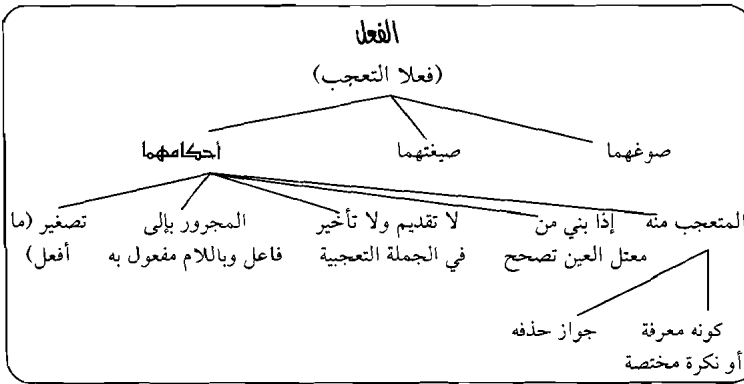 الفعل
(فعلا التعجب)
صوغهما صيغتهما أحكامهما
المتعجب منه إذا بني من لا تقديم ولا تأخير المجرور بإلى تصغير (ما
معتل العين تصحح في الجملة التعجبية فاعل وباللام مفعول به أفعل)
كونه معرفة جواز حذفه
أو نكرة مختصة